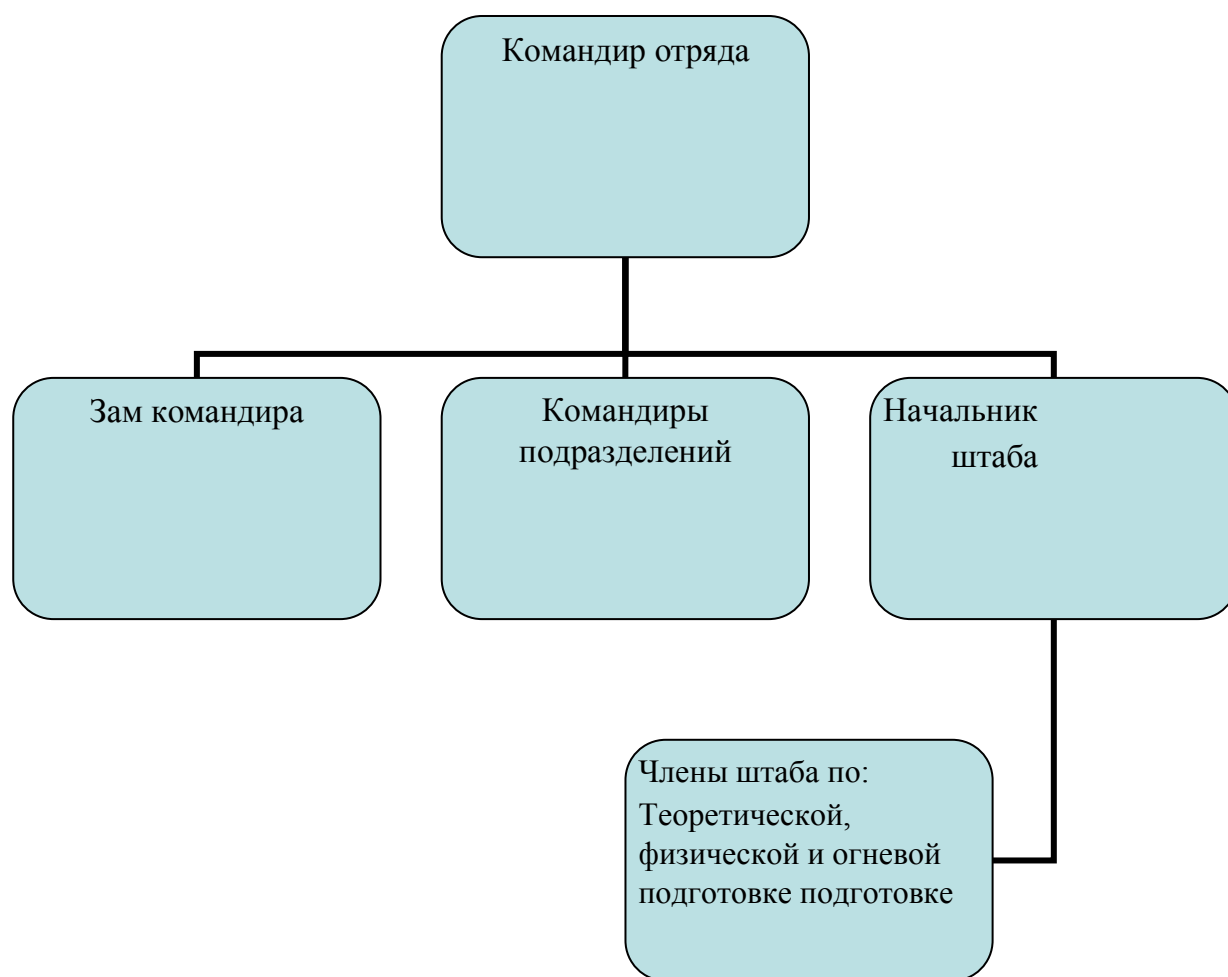 Командир отряда
Зам командира
Командиры
подразделений
Начальник
штаба
Члены штаба по:
Теоретической,
физической и огневой
подготовке подготовке